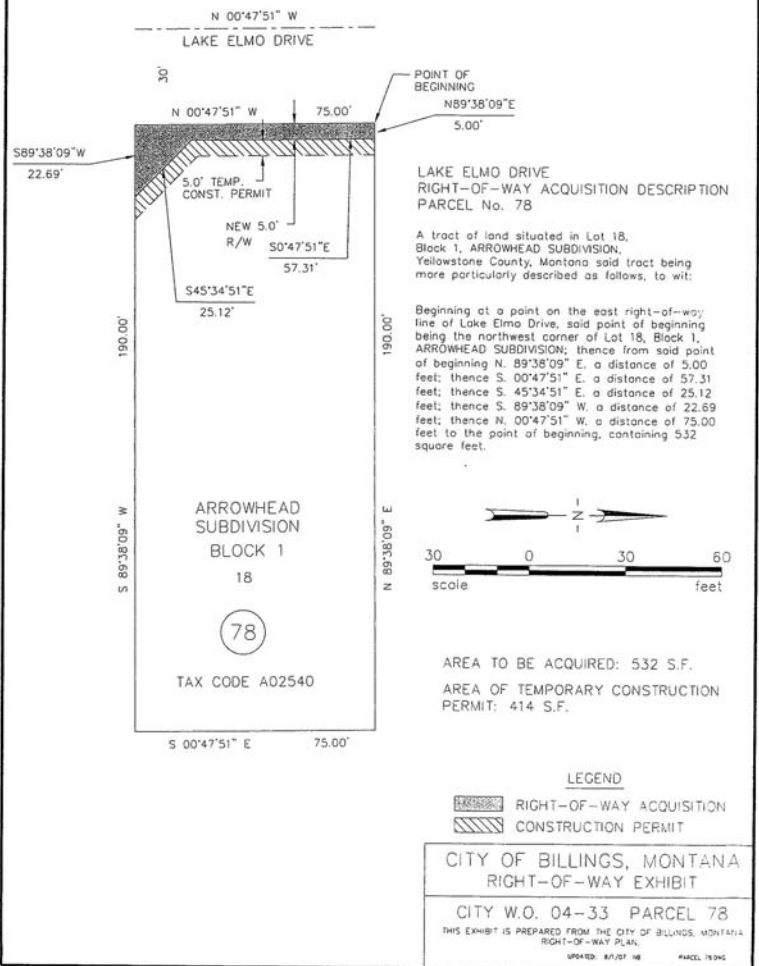 N 00°47'51" W
LAKE ELMO DRIVE
30'
POINT OF
BEGINNING
N 00°47'51" W 75.00'
N89°38'09"E
5.00'
S89°38'09"W
22.69'
5.0' TEMP.
CONST. PERMIT
NEW 5.0'
R/W
S0°47'51"E
57.31'
S45°34'51"E
25.12'
190.00'
190.00'
S 89°38'09" W
N 89°38'09" E
ARROWHEAD
SUBDIVISION
BLOCK 1
18
78
TAX CODE A02540
S 00°47'51" E 75.00'
LAKE ELMO DRIVE
RIGHT-OF-WAY ACQUISITION DESCRIPTION
PARCEL No. 78
A tract of land situated in Lot 18,
Block 1, ARROWHEAD SUBDIVISION,
Yellowstone County, Montana said tract being
more particularly described as follows, to wit:
Beginning at a point on the east right-of-way
line of Lake Elmo Drive, said point of beginning
being the northwest corner of Lot 18, Block 1,
ARROWHEAD SUBDIVISION; thence from said point
of beginning N. 89°38'09" E. a distance of 5.00
feet; thence S. 00°47'51" E. a distance of 57.31
feet; thence S. 45°34'51" E. a distance of 25.12
feet; thence S. 89°38'09" W. a distance of 22.69
feet; thence N. 00°47'51" W. a distance of 75.00
feet to the point of beginning, containing 532
square feet.
N
30 0 30 60
scale feet
AREA TO BE ACQUIRED: 532 S.F.
AREA OF TEMPORARY CONSTRUCTION
PERMIT: 414 S.F.
LEGEND
RIGHT-OF-WAY ACQUISITION
CONSTRUCTION PERMIT
CITY OF BILLINGS, MONTANA
RIGHT-OF-WAY EXHIBIT
CITY W.O. 04-33 PARCEL 78
THIS EXHIBIT IS PREPARED FROM THE CITY OF BILLINGS, MONTANA
RIGHT-OF-WAY PLAN.
UPDATED: 8/1/07 PARCEL 78.DWG